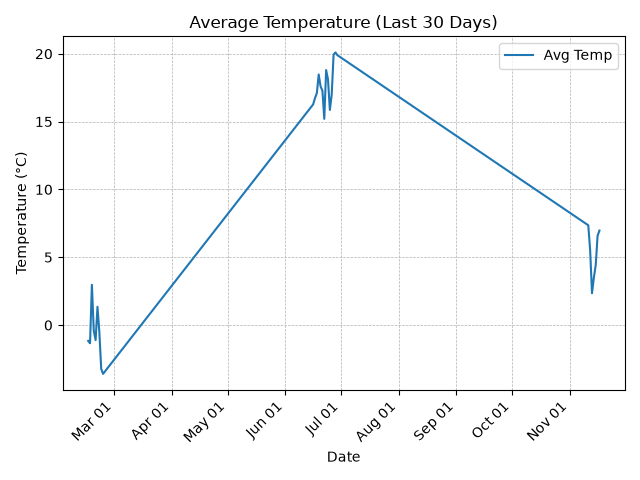 Average Temperature (Last 30 Days)
Avg Temp
Temperature (°C)
20
15
10
5
0
Mar 01
Apr 01
May 01
Jun 01
Jul 01
Aug 01
Sep 01
Oct 01
Nov 01
Date